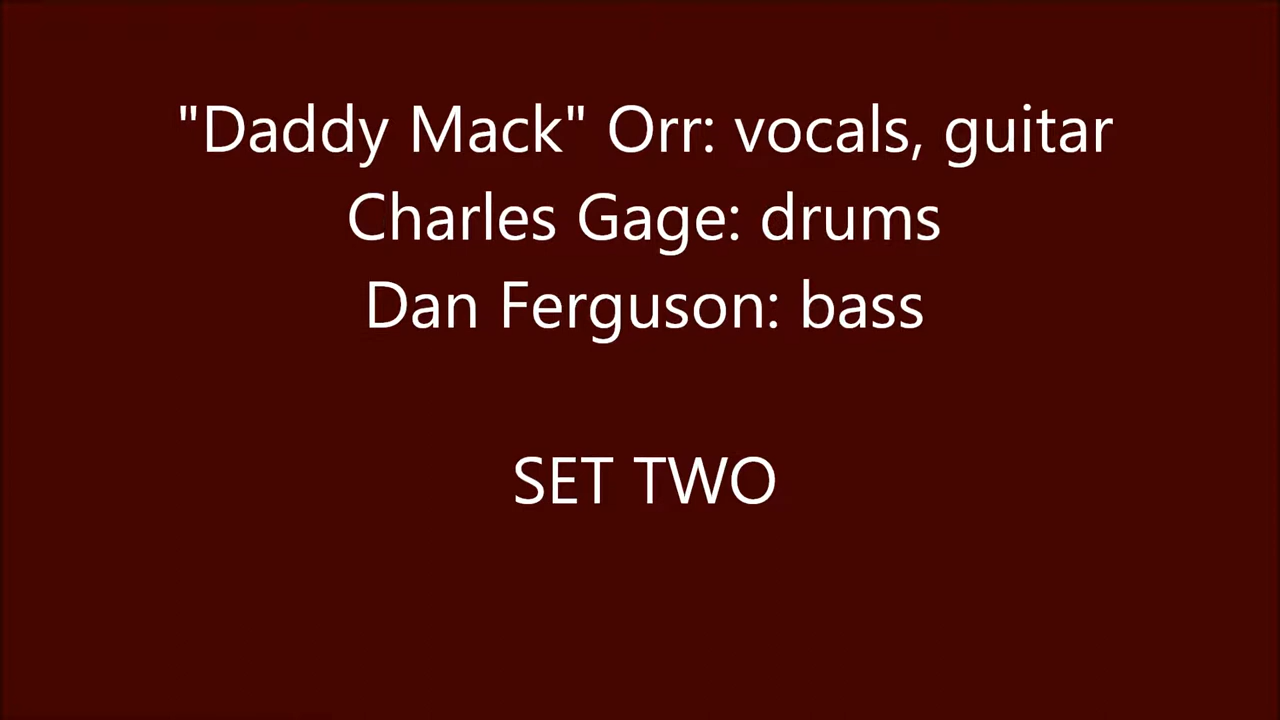 "Daddy Mack" Orr: vocals, guitar
Charles Gage: drums
Dan Ferguson: bass
SET TWO